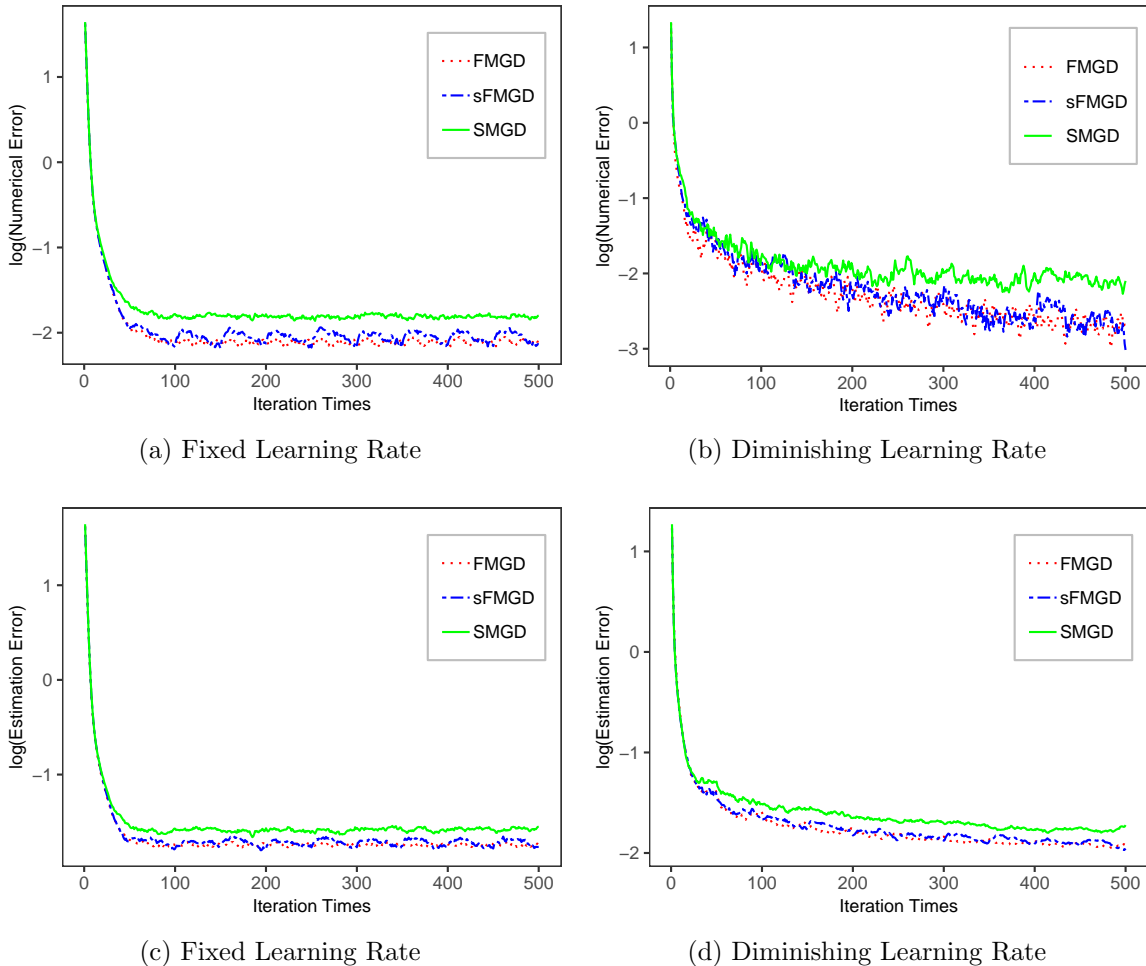 log(Numerical Error)
1
0
−1
−2
FMGD
sFMGD
SMGD
0 100 200 300 400 500
Iteration Times
(a) Fixed Learning Rate
log(Numerical Error)
1
0
−1
−2
−3
FMGD
sFMGD
SMGD
0 100 200 300 400 500
Iteration Times
(b) Diminishing Learning Rate
log(Estimation Error)
1
0
−1
FMGD
sFMGD
SMGD
0 100 200 300 400 500
Iteration Times
(c) Fixed Learning Rate
log(Estimation Error)
1
0
−1
−2
FMGD
sFMGD
SMGD
0 100 200 300 400 500
Iteration Times
(d) Diminishing Learning Rate